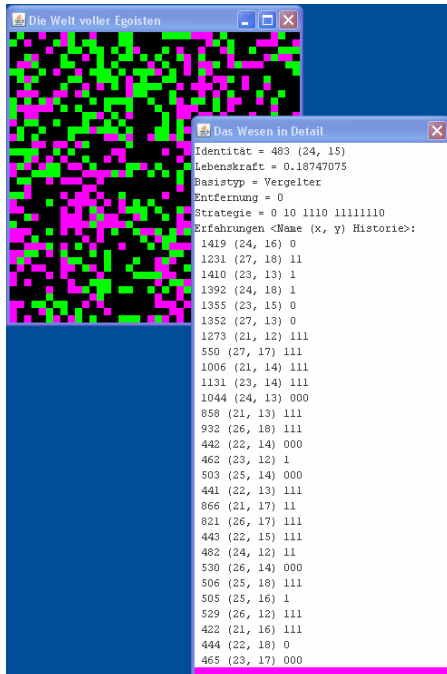 Die Welt voller Egoisten
Das Wesen in Detail
Identität = 483 (24, 15)
Lebenskraft = 0.18747075
Basistyp = Vergelter
Entfernung = 0
Strategie = 0 10 1110 11111110
Erfahrungen <Name (x, y) Historie>:
1419 (24, 16) 0
1231 (27, 18) 11
1410 (23, 13) 1
1392 (24, 18) 1
1355 (23, 15) 0
1352 (27, 13) 0
1273 (21, 12) 111
550 (27, 17) 111
1006 (21, 14) 111
1131 (23, 14) 111
1044 (24, 13) 000
858 (21, 13) 111
932 (26, 18) 111
442 (22, 14) 000
462 (23, 12) 1
503 (25, 14) 000
441 (22, 13) 111
866 (21, 17) 11
821 (26, 17) 111
443 (22, 15) 111
482 (24, 12) 11
530 (26, 14) 000
506 (25, 18) 111
505 (25, 16) 1
529 (26, 12) 111
422 (21, 16) 111
444 (22, 18) 0
465 (23, 17) 000